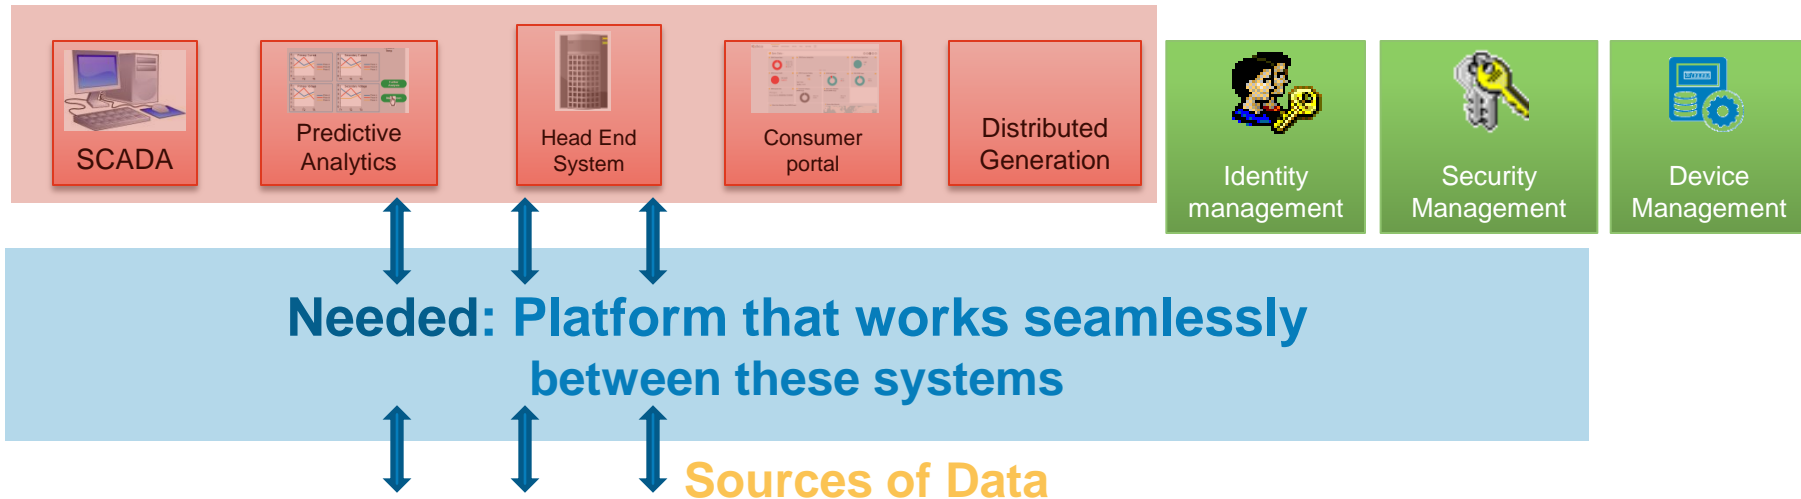 SCADA
Predictive
Analytics
Head End
System
Consumer
portal
Distributed
Generation
Identity
management
Security
Management
Device
Management
Needed: Platform that works seamlessly
between these systems
Sources of Data